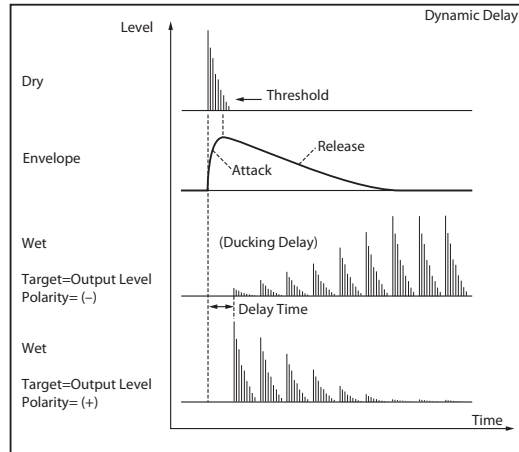 Dynamic Delay
Level
Dry
Threshold
Envelope
Release
Attack
Wet
(Ducking Delay)
Target=Output Level
Polarity= (–)
Delay Time
Wet
Target=Output Level
Polarity= (+)
Time